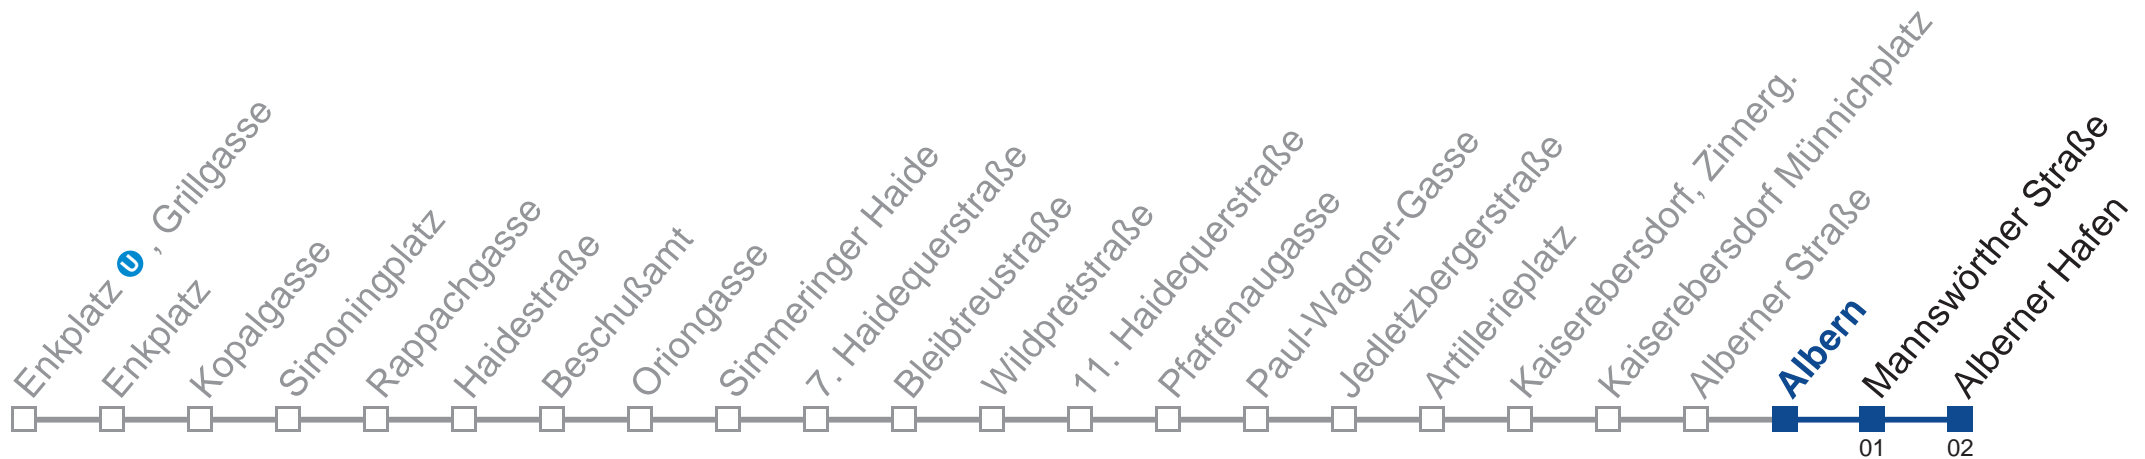 Enkplatz U , Grillgasse
Enkplatz
Kopalgasse
Simoningplatz
Rappachgasse
Haidestraße
Beschußamt
Oriongasse
Simmeringer Haide
7. Haidequerstraße
Bleibtreustraße
Wildpretstraße
11. Haidequerstraße
Pfaffenaugasse
Paul-Wagner-Gasse
Jedletzbergerstraße
Artillerieplatz
Kaiserebersdorf, Zinnerg.
Kaiserebersdorf Münnichplatz
Alberner Straße
Albern
Mannswörther Straße
Alberner Hafen
01
02